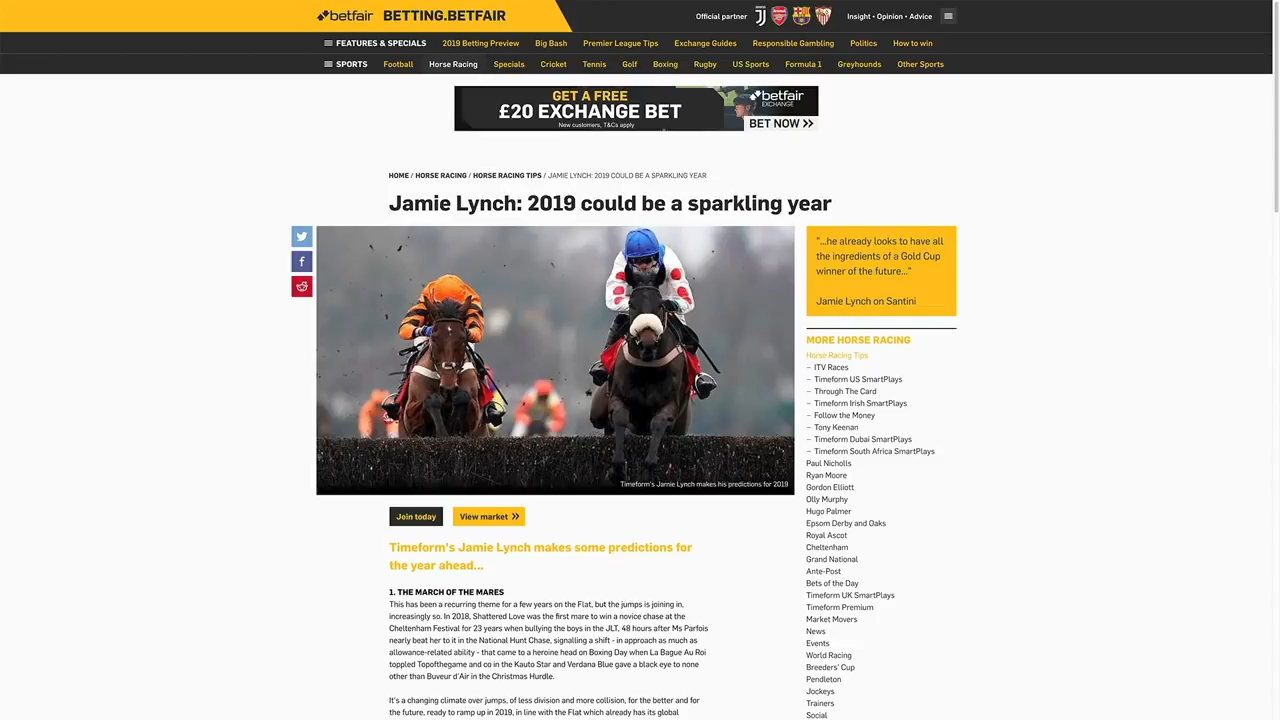 betfair BETTING.BETFAIR
Official partner
Insight • Opinion • Advice
FEATURES & SPECIALS 2019 Betting Preview Big Bash Premier League Tips Exchange Guides Responsible Gambling Politics How to win
SPORTS Football Horse Racing Specials Cricket Tennis Golf Boxing Rugby US Sports Formula 1 Greyhounds Other Sports
GET A FREE
£20 EXCHANGE BET
New customers, T&Cs apply
betfair
EXCHANGE
BET NOW >>
HOME / HORSE RACING / HORSE RACING TIPS / JAMIE LYNCH: 2019 COULD BE A SPARKLING YEAR
Jamie Lynch: 2019 could be a sparkling year
Timeform's Jamie Lynch makes his predictions for 2019
Join today
View market >>
Timeform's Jamie Lynch makes some predictions for
the year ahead...
1. THE MARCH OF THE MARES
This has been a recurring theme for a few years on the Flat, but the jumps is joining in,
increasingly so. In 2018, Shattered Love was the first mare to win a novice chase at the
Cheltenham Festival for 23 years when bullying the boys in the JLT, 48 hours after Ms Parfois
nearly beat her to it in the National Hunt Chase, signalling a shift - in approach as much as
allowance-related ability - that came to a heroine head on Boxing Day when La Bague Au Roi
toppled Topofthegame and co in the Kauto Star and Verdana Blue gave a black eye to none
other than Buveur d'Air in the Christmas Hurdle.
It's a changing climate over jumps, of less division and more collision, for the better and for
the future, ready to ramp up in 2019, in line with the Flat which already has its global
"...he already looks to have all
the ingredients of a Gold Cup
winner of the future..."
Jamie Lynch on Santini
MORE HORSE RACING
Horse Racing Tips
– ITV Races
– Timeform US SmartPlays
– Through The Card
– Timeform Irish SmartPlays
– Follow the Money
– Tony Keenan
– Timeform Dubai SmartPlays
– Timeform South Africa SmartPlays
Paul Nicholls
Ryan Moore
Gordon Elliott
Olly Murphy
Hugo Palmer
Epsom Derby and Oaks
Royal Ascot
Cheltenham
Grand National
Ante-Post
Bets of the Day
Timeform UK SmartPlays
Timeform Premium
Market Movers
News
Events
World Racing
Breeders' Cup
Pendleton
Jockeys
Trainers
Social